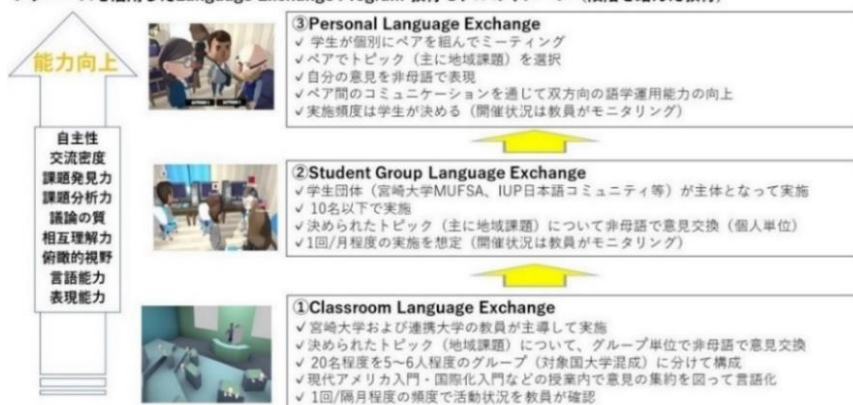 能力向上
自主性
交流密度
課題発見力
課題分析力
議論の質
相互理解力
俯瞰的視野
言語能力
表現能力
③Personal Language Exchange
✓ 学生が個別にペアを組んでミーティング
✓ ペアでトピック（主に地域課題）を選択
✓ 自分の意見を非母語で表現
✓ ペア間のコミュニケーションを通じて双方向の語学運用能力の向上
✓ 実施頻度は学生が決める（開催状況は教員がモニタリング）
②Student Group Language Exchange
✓ 学生団体（宮崎大学MUFSA、IUP日本語コミュニティ等）が主体となって実施
✓ 10名以下で実施
✓ 決められたトピック（主に地域課題）について非母語で意見交換（個人単位）
✓ 1回/月程度の実施を想定（開催状況は教員がモニタリング）
①Classroom Language Exchange
✓ 宮崎大学および連携大学の教員が主導して実施
✓ 決められたトピック（地域課題）について、グループ単位で非母語で意見交換
✓ 20名程度を5～6人程度のグループ（対象国大学混成）に分けて構成
✓ 現代アメリカ入門・国際化入門などの授業内で意見の集約を図って言語化
✓ 1回/隔月程度の頻度で活動状況を教員が確認